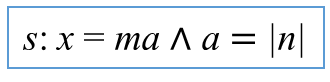 s: x = ma ∧ a = |n|